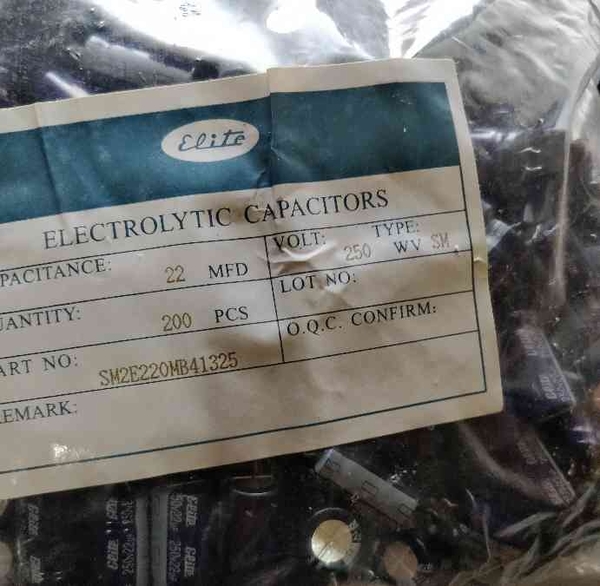 Elite
ELECTROLYTIC CAPACITORS
PACITANCE: 22 MFD
VOLT: 250 WV
TYPE: SM
UANTITY: 200 PCS
LOT NO:
ART NO: SM2E220MB41325
O.Q.C. CONFIRM:
EMARK: